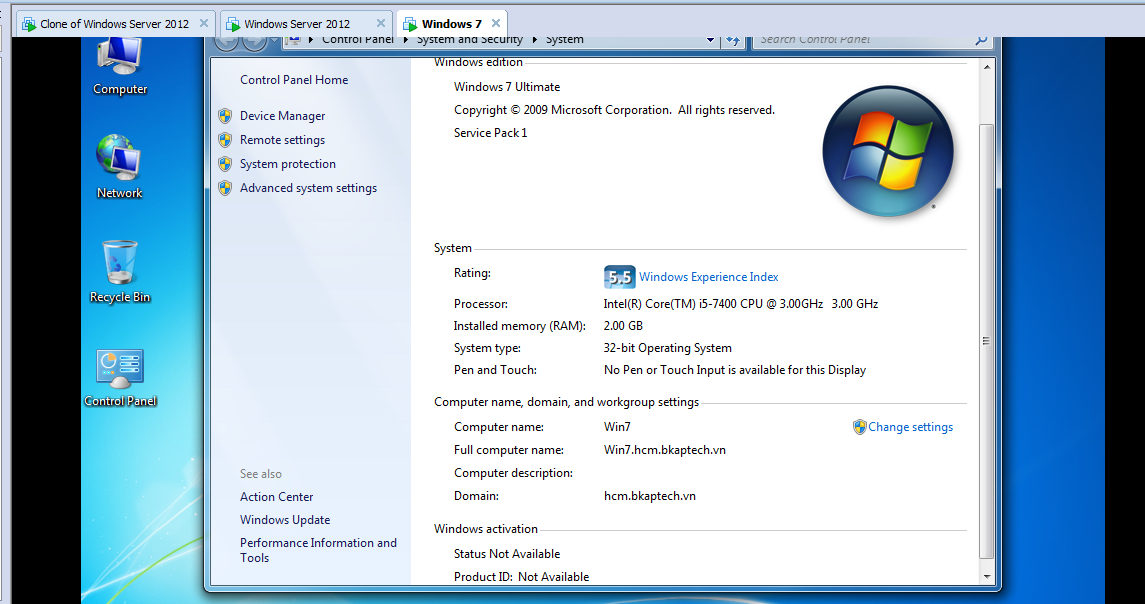 Clone of Windows Server 2012
Windows Server 2012
Windows 7
Control Panel System and Security System
Search Control Panel
Computer
Network
Recycle Bin
Control Panel
Control Panel Home
Device Manager
Remote settings
System protection
Advanced system settings
See also
Action Center
Windows Update
Performance Information and
Tools
Windows edition
Windows 7 Ultimate
Copyright © 2009 Microsoft Corporation. All rights reserved.
Service Pack 1
System
Rating: 5,5 Windows Experience Index
Processor: Intel(R) Core(TM) i5-7400 CPU @ 3.00GHz 3.00 GHz
Installed memory (RAM): 2.00 GB
System type: 32-bit Operating System
Pen and Touch: No Pen or Touch Input is available for this Display
Computer name, domain, and workgroup settings
Computer name: Win7 Change settings
Full computer name: Win7.hcm.bkaptech.vn
Computer description:
Domain: hcm.bkaptech.vn
Windows activation
Status Not Available
Product ID: Not Available